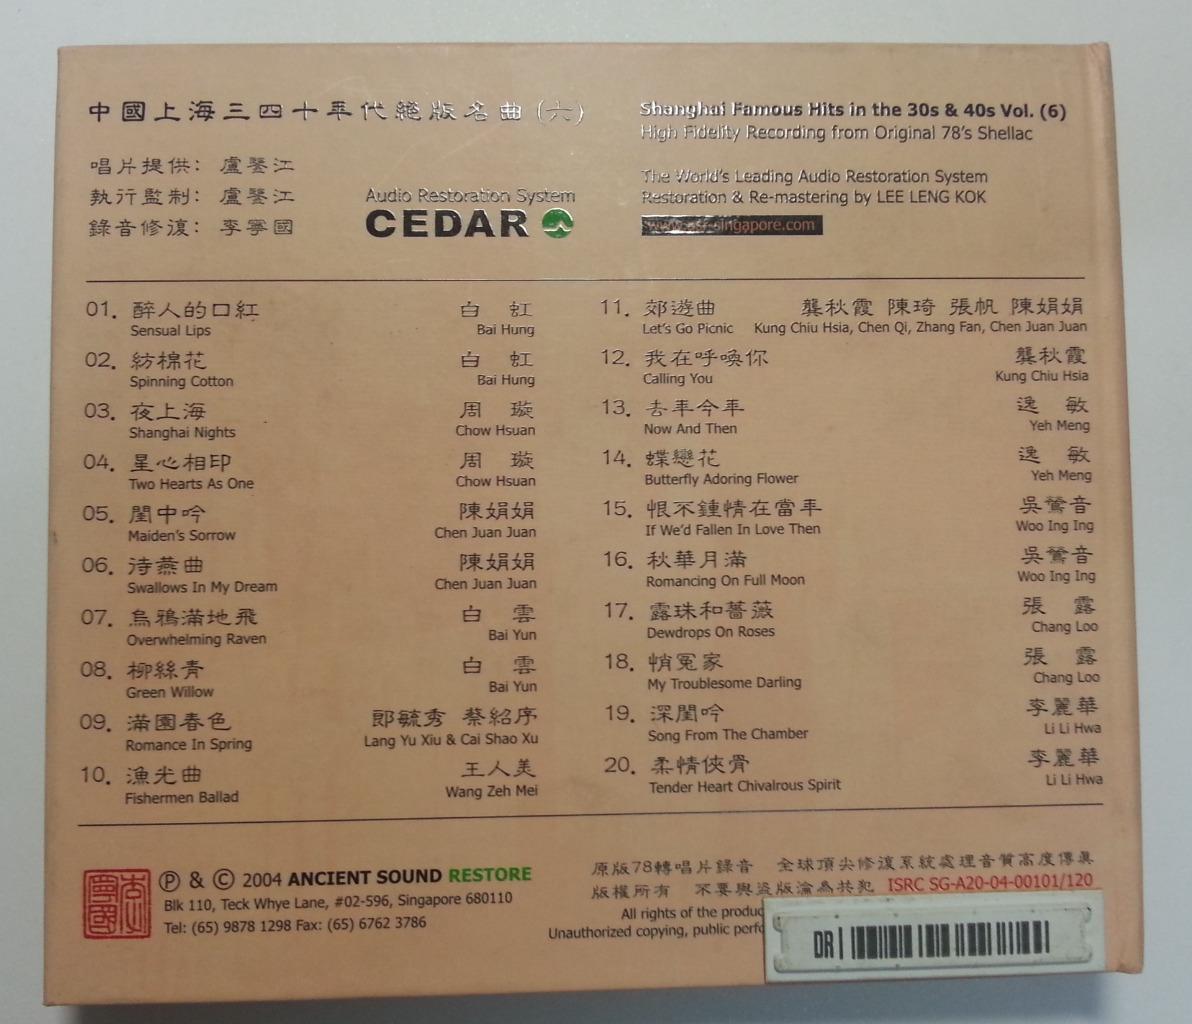 中國上海三四十年代絕版名曲(六)
Shanghai Famous Hits in the 30s & 40s Vol. (6)
High Fidelity Recording from Original 78's Shellac
唱片提供: 盧鑒江
執行監制: 盧鑒江
錄音修復: 李寧國
Audio Restoration System
CEDAR
The World's Leading Audio Restoration System
Restoration & Re-mastering by LEE LENG KOK
01. 醉人的口紅 白 虹
Sensual Lips Bai Hung
02. 紡棉花 白 虹
Spinning Cotton Bai Hung
03. 夜上海 周 璇
Shanghai Nights Chow Hsuan
04. 星心相印 周 璇
Two Hearts As One Chow Hsuan
05. 閨中吟 陳娟娟
Maiden's Sorrow Chen Juan Juan
06. 待燕曲 陳娟娟
Swallows In My Dream Chen Juan Juan
07. 烏鴉滿地飛 白 雲
Overwhelming Raven Bai Yun
08. 柳絲青 白 雲
Green Willow Bai Yun
09. 滿園春色 郎毓秀 蔡紹序
Romance In Spring Lang Yu Xiu & Cai Shao Xu
10. 漁光曲 王人美
Fishermen Ballad Wang Zeh Mei
11. 郊遊曲 龔秋霞 陳琦 張帆 陳娟娟
Let's Go Picnic Kung Chiu Hsia, Chen Qi, Zhang Fan, Chen Juan Juan
12. 我在呼喚你 龔秋霞
Calling You Kung Chiu Hsia
13. 去年今年 逸 敏
Now And Then Yeh Meng
14. 蝶戀花 逸 敏
Butterfly Adoring Flower Yeh Meng
15. 恨不鍾情在當年 吳鶯音
If We'd Fallen In Love Then Woo Ing Ing
16. 秋華月滿 吳鶯音
Romancing On Full Moon Woo Ing Ing
17. 露珠和薔薇 張 露
Dewdrops On Roses Chang Loo
18. 悄冤家 張 露
My Troublesome Darling Chang Loo
19. 深閨吟 李麗華
Song From The Chamber Li Li Hwa
20. 柔情俠骨 李麗華
Tender Heart Chivalrous Spirit Li Li Hwa
Ⓟ & © 2004 ANCIENT SOUND RESTORE
Blk 110, Teck Whye Lane, #02-596, Singapore 680110
Tel: (65) 9878 1298 Fax: (65) 6762 3786
原版78轉唱片錄音 全球頂尖修復系統處理音質高度傳真
版權所有 不要與盜版淪為共犯 ISRC SG-A20-04-00101/120
All rights of the produc
Unauthorized copying, public perf
DR